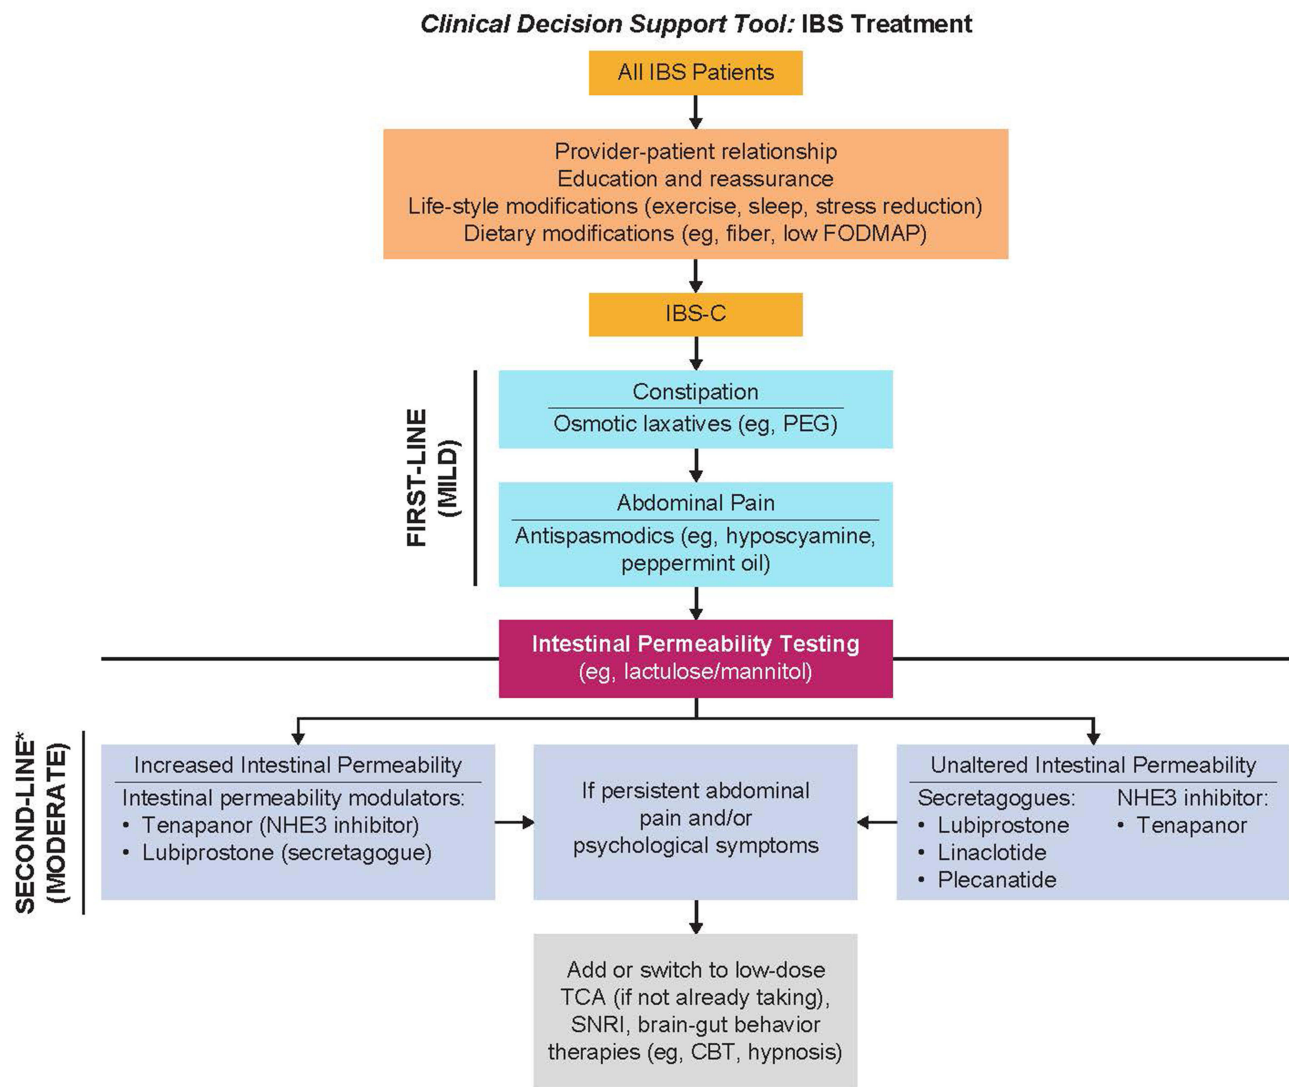 Clinical Decision Support Tool: IBS Treatment
All IBS Patients
Provider-patient relationship
Education and reassurance
Life-style modifications (exercise, sleep, stress reduction)
Dietary modifications (eg, fiber, low FODMAP)
IBS-C
FIRST-LINE
(MILD)
Constipation
Osmotic laxatives (eg, PEG)
Abdominal Pain
Antispasmodics (eg, hyoscyamine,
peppermint oil)
Intestinal Permeability Testing
(eg, lactulose/mannitol)
SECOND-LINE*
(MODERATE)
Increased Intestinal Permeability
Intestinal permeability modulators:
• Tenapanor (NHE3 inhibitor)
• Lubiprostone (secretagogue)
If persistent abdominal
pain and/or
psychological symptoms
Unaltered Intestinal Permeability
Secretagogues:
• Lubiprostone
• Linaclotide
• Plecanatide
NHE3 inhibitor:
• Tenapanor
Add or switch to low-dose
TCA (if not already taking),
SNRI, brain-gut behavior
therapies (eg, CBT, hypnosis)